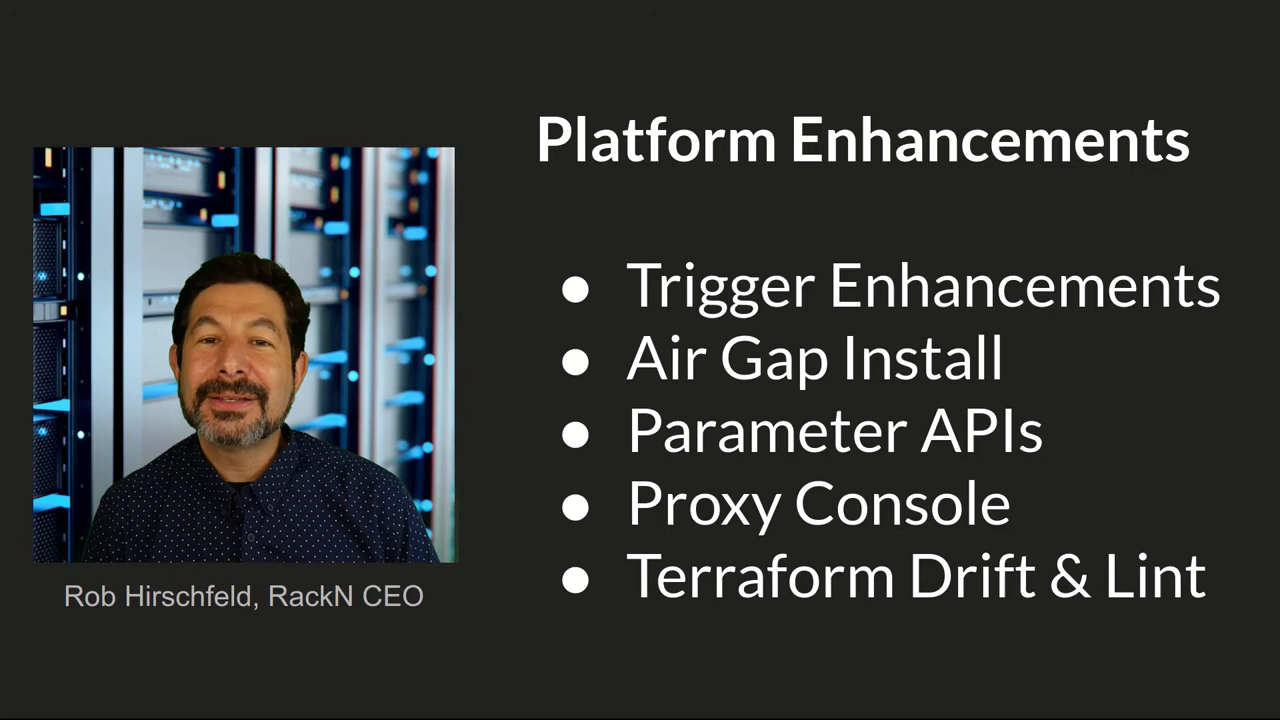 Platform Enhancements
● Trigger Enhancements
● Air Gap Install
● Parameter APIs
● Proxy Console
● Terraform Drift & Lint
Rob Hirschfeld, RackN CEO